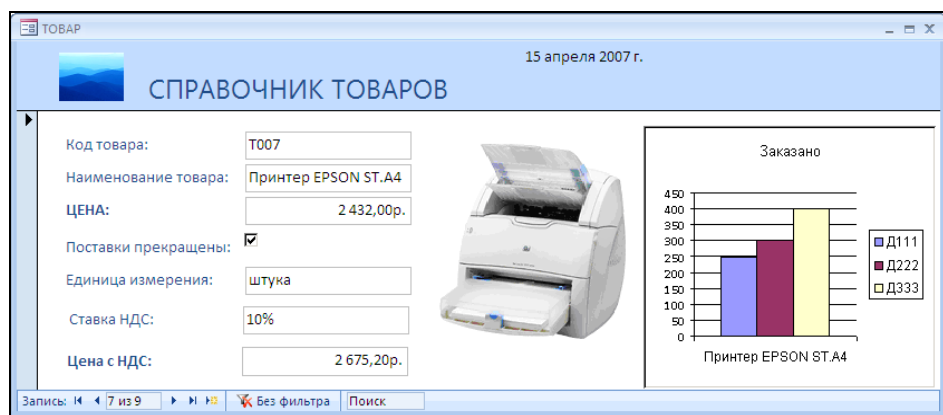 ТОВАР
15 апреля 2007 г.
СПРАВОЧНИК ТОВАРОВ
Код товара: T007
Наименование товара: Принтер EPSON ST.A4
ЦЕНА: 2 432,00р.
Поставки прекращены:
Единица измерения: штука
Ставка НДС: 10%
Цена с НДС: 2 675,20р.
Заказано
450
400
350
300
250
200
150
100
50
0
Принтер EPSON ST.A4
Д111
Д222
Д333
Запись: 7 из 9 Без фильтра Поиск